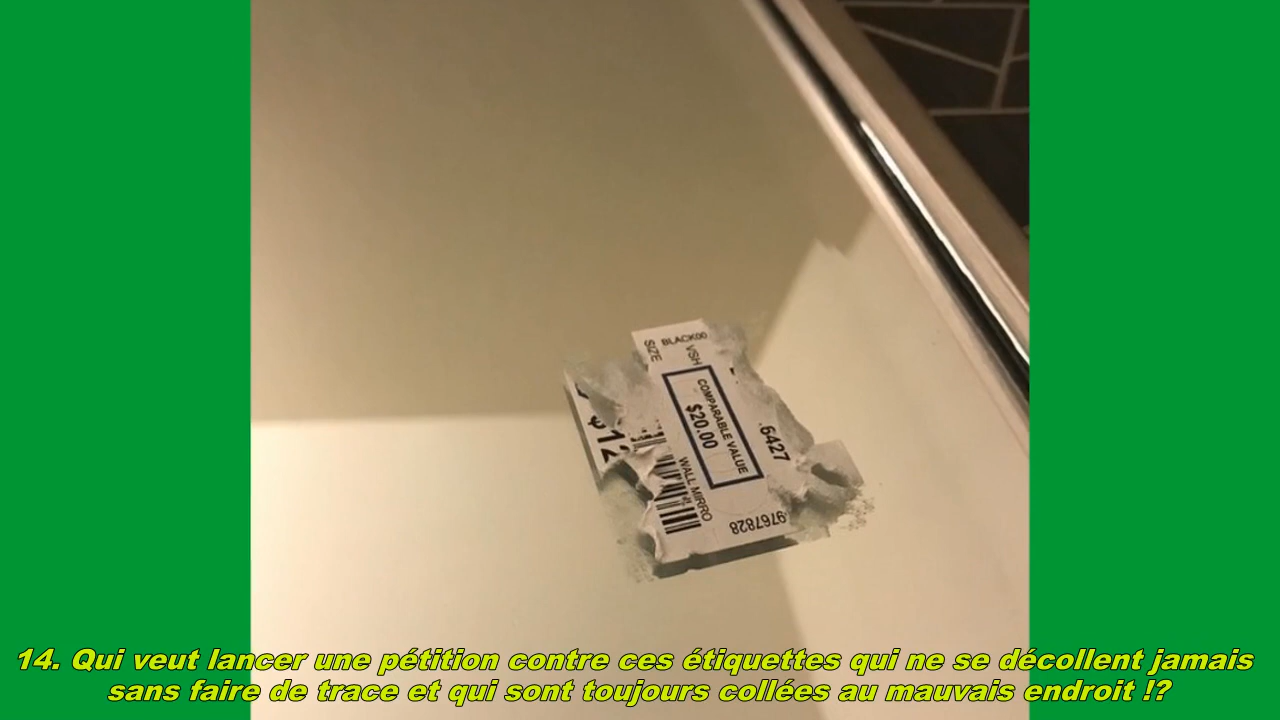 SIZE BLACK00
VSH
COMPARABLE VALUE
$20.00
6427
$12
WALL MIRRO
9767828
14. Qui veut lancer une pétition contre ces étiquettes qui ne se décollent jamais
sans faire de trace et qui sont toujours collées au mauvais endroit !?